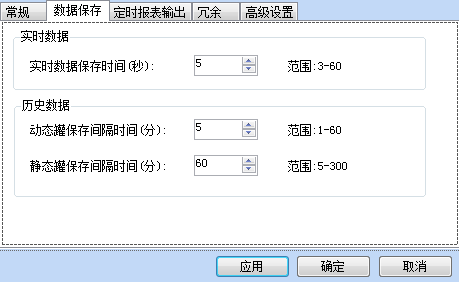 常规 数据保存 定时报表输出 冗余 高级设置
实时数据
实时数据保存时间(秒): 5 范围:3-60
历史数据
动态罐保存间隔时间(分): 5 范围:1-60
静态罐保存间隔时间(分): 60 范围:5-300
应用 确定 取消